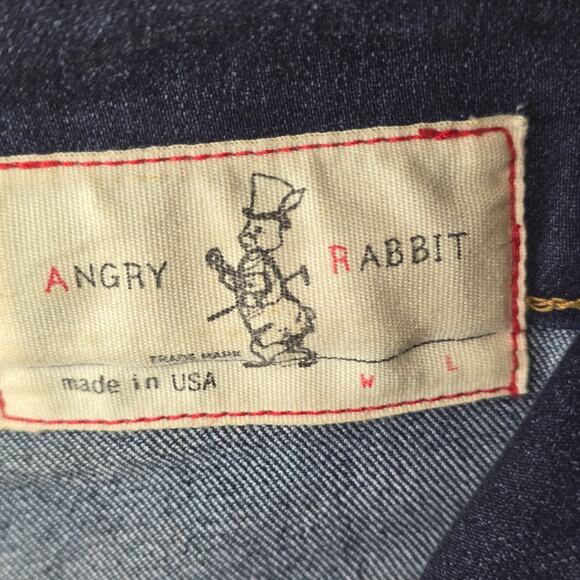 ANGRY RABBIT
TRADE MARK
made in USA W L